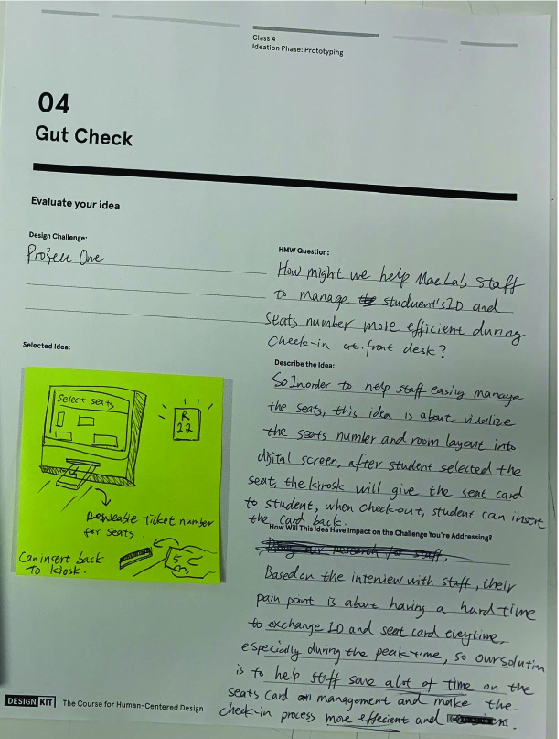 Class 4
Ideation Phase: Prototyping
04
Gut Check
Evaluate your idea
Design Challenge:
Project One
HMW Question:
How might we help MaeLab staff
to manage student's ID and
seats number more efficient during
check-in at front desk?
Selected Idea:
Select seats
R
22
Reuseable ticket number
for seats
Can insert back
to kiosk.
Describe the Idea:
So Inorder to help staff easing manage
the seats, this idea is about visulize
the seats number and room layout into
digital screen, after student selected the
seat, the kiosk will give the seat card
to student, when check-out, student can insert
the card back.
How Will This Idea Have Impact on the Challenge You're Addressing?
Based on the interview with staff, their
pain point is about having a hard time
to exchange ID and seat card everytime,
especially during the peak time, so our solution
is to help staff save alot of time on the
seats card on management and make the
check-in process more efficient and
DESIGN KIT The Course for Human-Centered Design